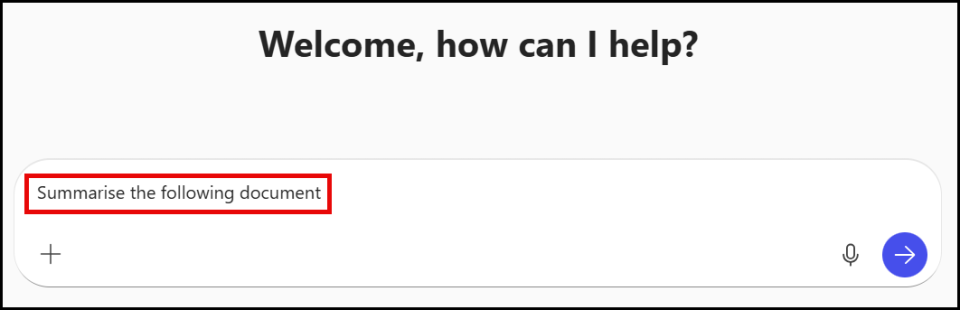 Welcome, how can I help?
Summarise the following document